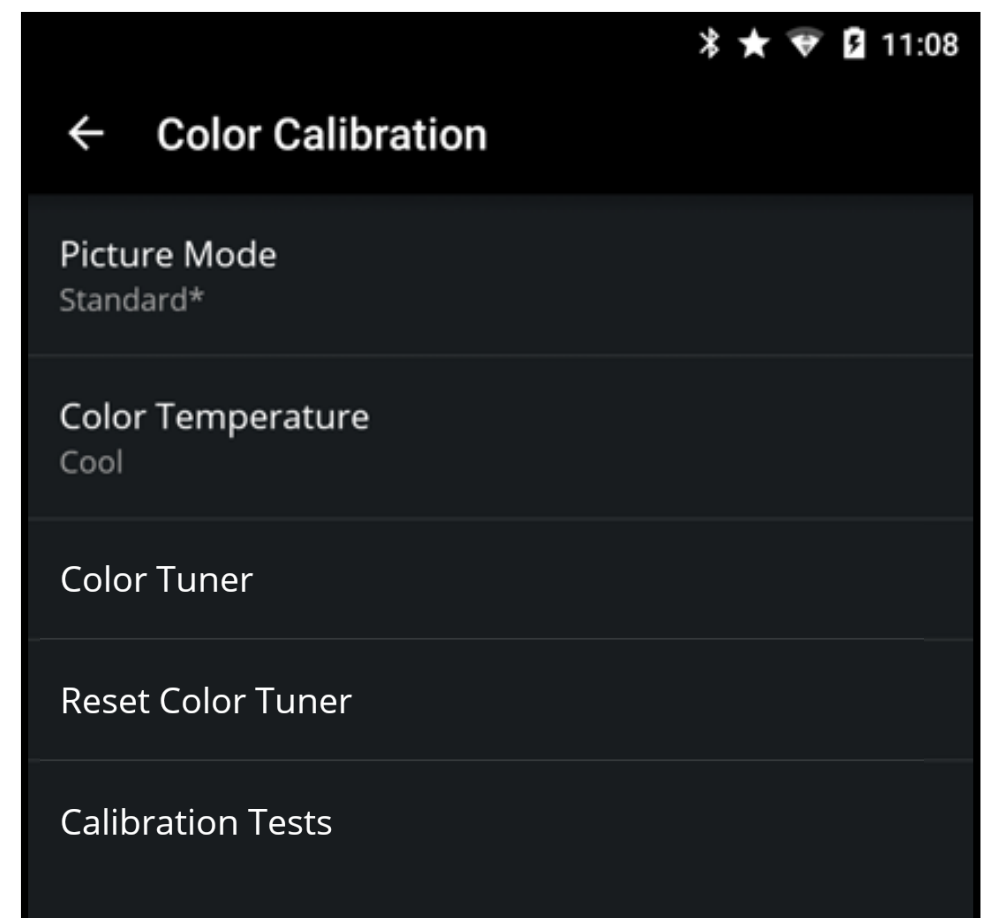 11:08
Color Calibration
Picture Mode
Standard*
Color Temperature
Cool
Color Tuner
Reset Color Tuner
Calibration Tests